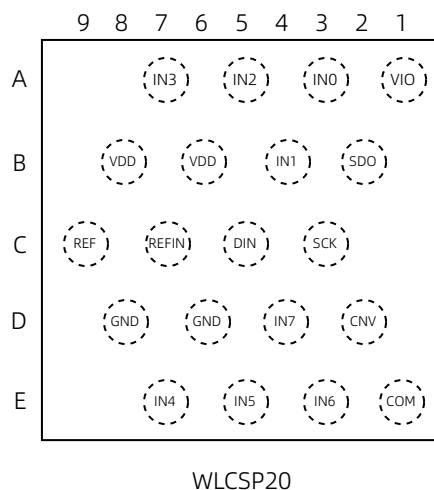 9 8 7 6 5 4 3 2 1
A IN3 IN2 IN0 VIO
B VDD VDD IN1 SDO
C REF REFIN DIN SCK
D GND GND IN7 CNV
E IN4 IN5 IN6 COM
WLCSP20